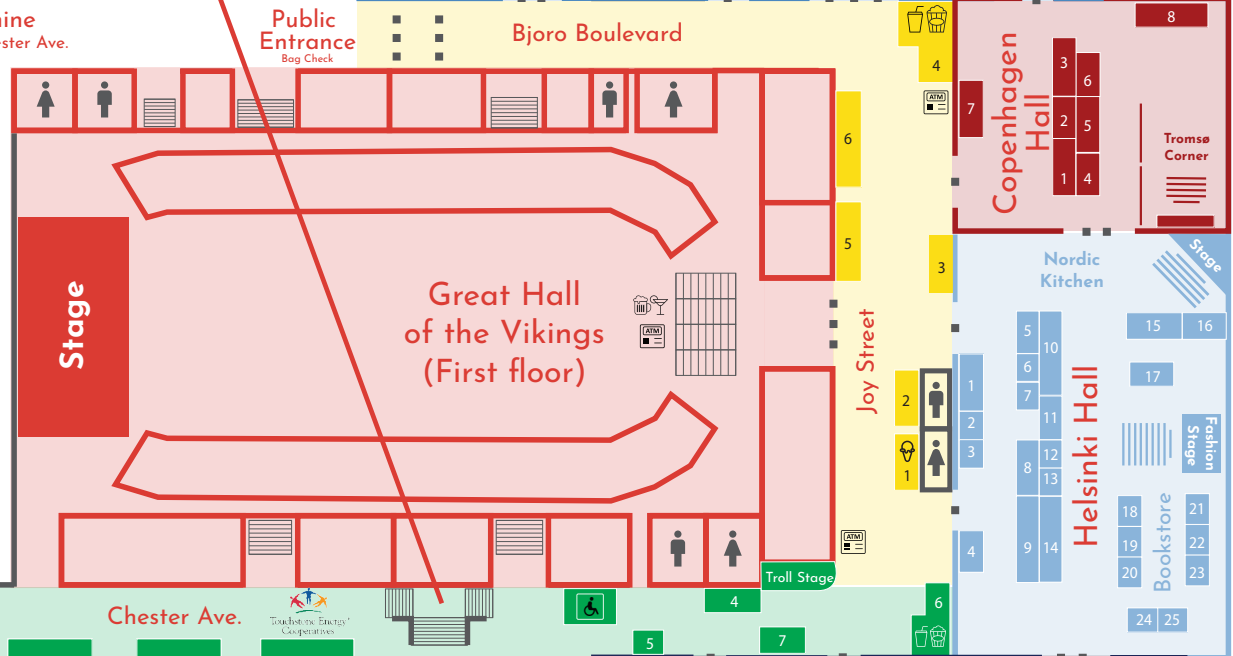 nine
ester Ave.
Public
Entrance
Bag Check
Bjoro Boulevard
4
ATM
6
5
3
Joy Street
2
1
ATM
Stage
Great Hall
of the Vikings
(First floor)
ATM
Copenhagen
Hall
8
7
3
6
2
5
1
4
Tromsø
Corner
Nordic
Kitchen
Stage
Helsinki Hall
1
2
3
4
5
6
7
10
11
8
12
13
9
14
15
16
17
Fashion
Stage
Bookstore
18
19
20
21
22
23
24
25
Troll Stage
Chester Ave.
Touchstone Energy®
Cooperatives
4
5
7
6